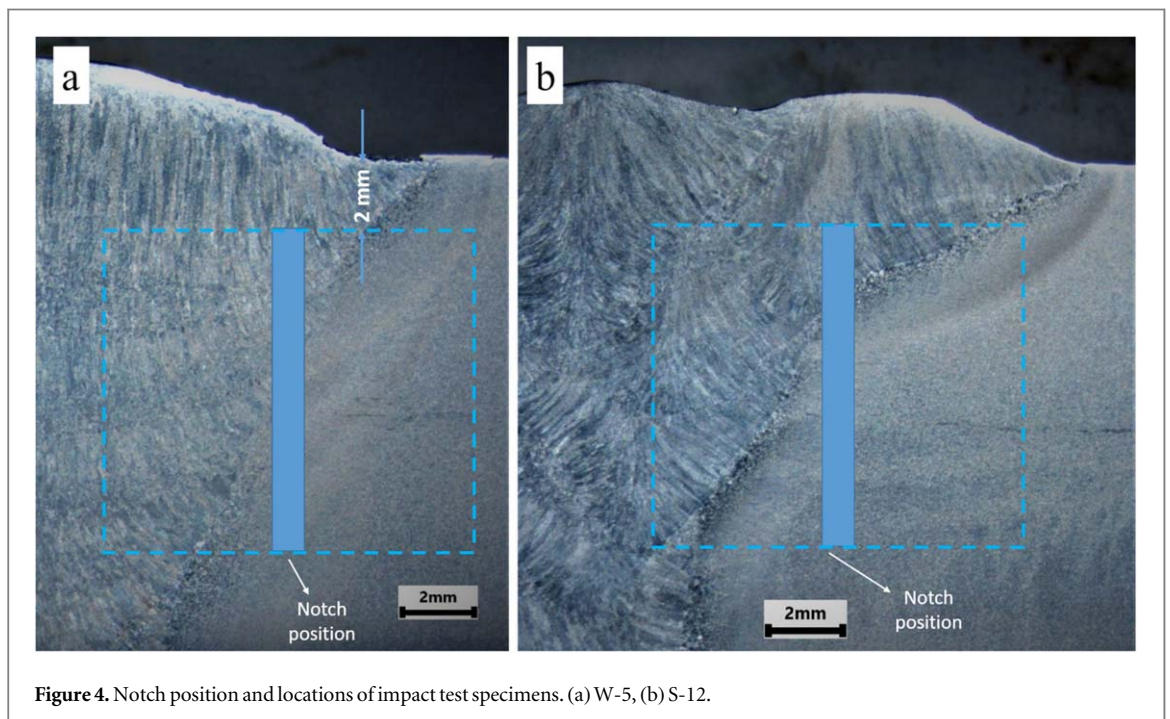 a
2 mm
Notch
position
2mm
b
Notch
position
2mm
Figure 4. Notch position and locations of impact test specimens. (a) W-5, (b) S-12.